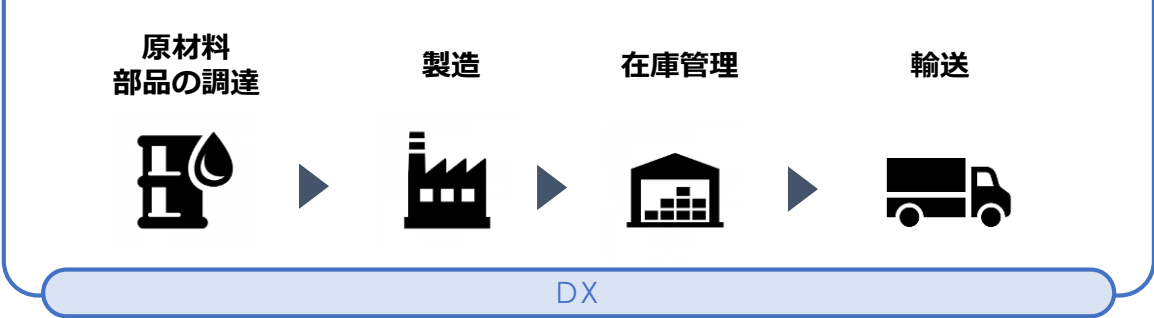 原材料
部品の調達
製造
在庫管理
輸送
DX